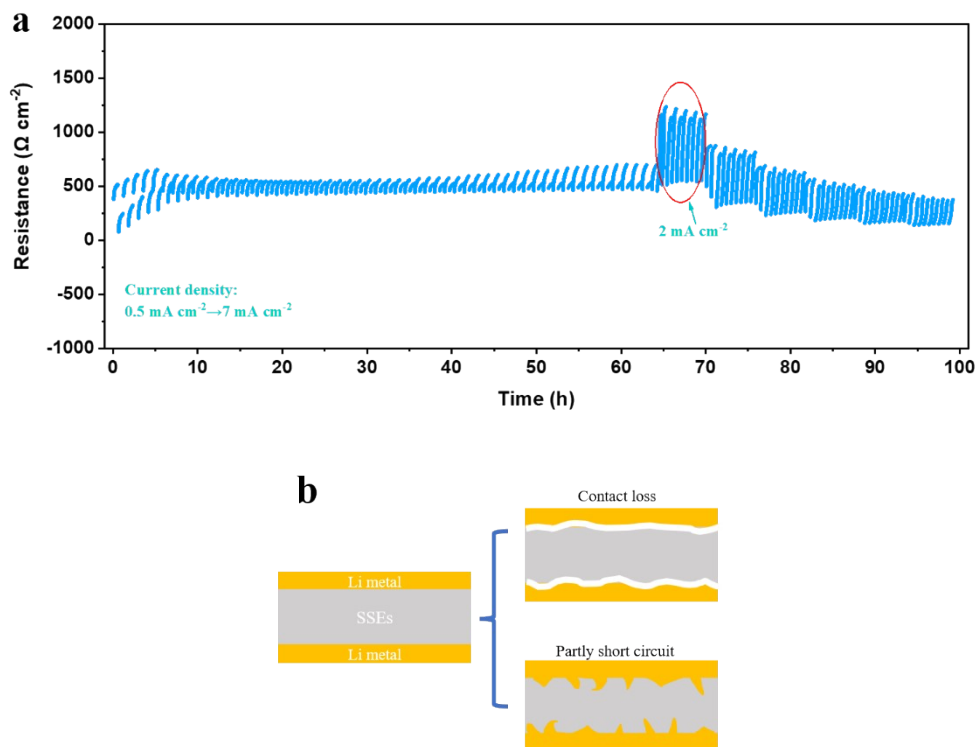 a
2000
1500
1000
500
0
-500
-1000
Resistance (Ω cm⁻²)
2 mA cm⁻²
Current density:
0.5 mA cm⁻²→7 mA cm⁻²
0 10 20 30 40 50 60 70 80 90 100
Time (h)
b
Contact loss
Li metal
SSEs
Li metal
Partly short circuit